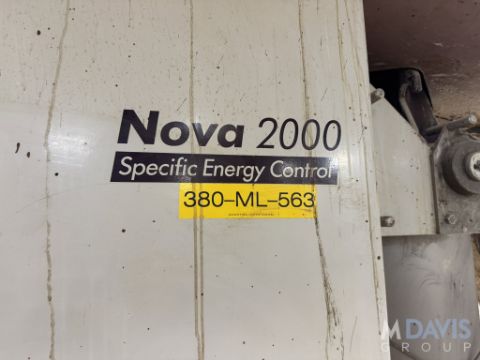 Nova 2000
Specific Energy Control
380-ML-563
M DAVIS
GROUP